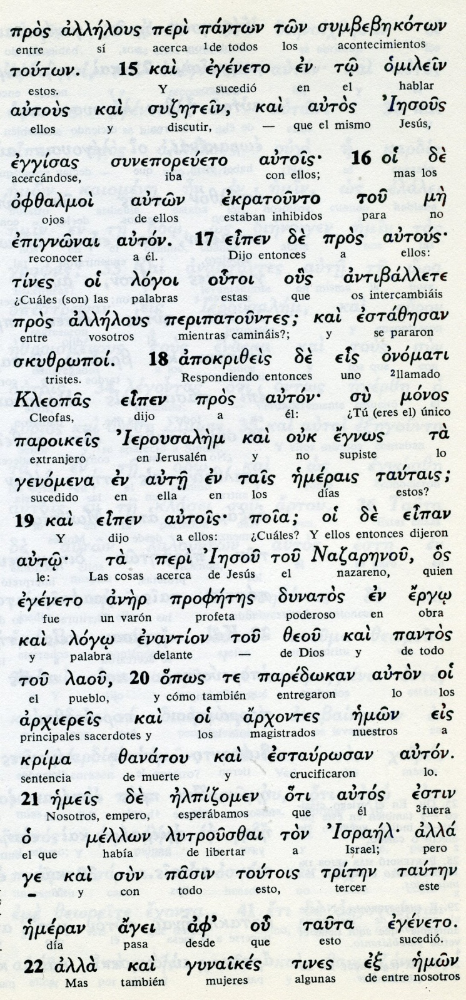 πρὸς ἀλλήλους περὶ πάντων τῶν συμβεβηκότων
entre sí acerca 1de todos los acontecimientos
τούτων. 15 καὶ ἐγένετο ἐν τῷ ὁμιλεῖν
estos. Y sucedió en el hablar
αὐτοὺς καὶ συζητεῖν, καὶ αὐτὸς Ἰησοῦς
ellos y discutir, — que el mismo Jesús,
ἐγγίσας συνεπορεύετο αὐτοῖς· 16 οἱ δὲ
acercándose, iba con ellos; mas los
ὀφθαλμοὶ αὐτῶν ἐκρατοῦντο τοῦ μὴ
ojos de ellos estaban inhibidos para no
ἐπιγνῶναι αὐτόν. 17 εἶπεν δὲ πρὸς αὐτούς·
reconocer a él. Dijo entonces a ellos:
τίνες οἱ λόγοι οὗτοι οὓς ἀντιβάλλετε
¿Cuáles (son) las palabras estas que os intercambiáis
πρὸς ἀλλήλους περιπατοῦντες; καὶ ἐστάθησαν
entre vosotros mientras camináis?; y se pararon
σκυθρωποί. 18 ἀποκριθεὶς δὲ εἷς ὀνόματι
tristes. Respondiendo entonces uno 2llamado
Κλεοπᾶς εἶπεν πρὸς αὐτόν· σὺ μόνος
Cleofas, dijo a él: ¿Tú (eres el) único
παροικεῖς Ἰερουσαλὴμ καὶ οὐκ ἔγνως τὰ
extranjero en Jerusalén y no supiste lo
γενόμενα ἐν αὐτῇ ἐν ταῖς ἡμέραις ταύταις;
sucedido en ella en los días estos?
19 καὶ εἶπεν αὐτοῖς· ποῖα; οἱ δὲ εἶπαν
Y dijo a ellos: ¿Cuáles? Y ellos entonces dijeron
αὐτῷ· τὰ περὶ Ἰησοῦ τοῦ Ναζαρηνοῦ, ὃς
le: Las cosas acerca de Jesús el nazareno, quien
ἐγένετο ἀνὴρ προφήτης δυνατὸς ἐν ἔργῳ
fue un varón profeta poderoso en obra
καὶ λόγῳ ἐναντίον τοῦ θεοῦ καὶ παντὸς
y palabra delante — de Dios y de todo
τοῦ λαοῦ, 20 ὅπως τε παρέδωκαν αὐτὸν οἱ
el pueblo, y cómo también entregaron lo los
ἀρχιερεῖς καὶ οἱ ἄρχοντες ἡμῶν εἰς
principales sacerdotes y los magistrados nuestros a
κρίμα θανάτου καὶ ἐσταύρωσαν αὐτόν.
sentencia de muerte y crucificaron lo.
21 ἡμεῖς δὲ ἠλπίζομεν ὅτι αὐτός ἐστιν
Nosotros, empero, esperábamos que él 3fuera
ὁ μέλλων λυτροῦσθαι τὸν Ἰσραήλ· ἀλλά
el que había de libertar a Israel; pero
γε καὶ σὺν πᾶσιν τούτοις τρίτην ταύτην
— y con todo esto, tercer este
ἡμέραν ἄγει ἀφ’ οὗ ταῦτα ἐγένετο.
día pasa desde que esto sucedió.
22 ἀλλὰ καὶ γυναῖκές τινες ἐξ ἡμῶν
Mas también mujeres algunas de entre nosotros